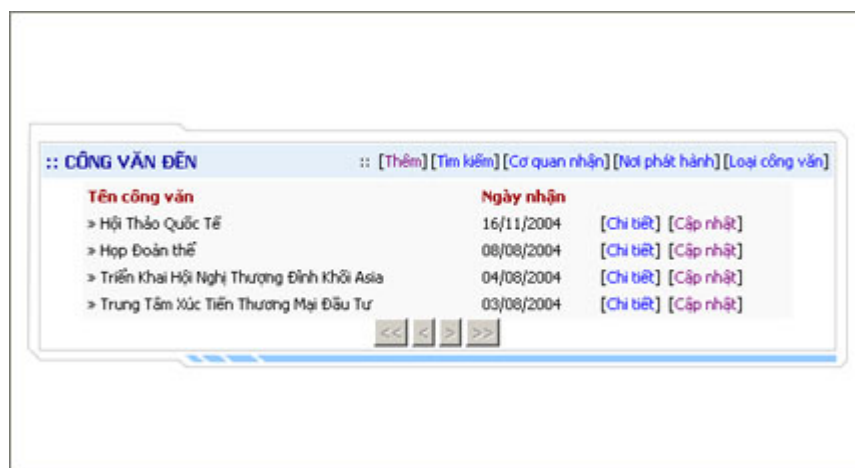 :: CÔNG VĂN ĐẾN :: [Thêm] [Tìm kiếm] [Cơ quan nhận] [Nơi phát hành] [Loại công văn]
Tên công văn Ngày nhận
» Hội Thảo Quốc Tế 16/11/2004 [Chi tiết] [Cập nhật]
» Họp Đoàn thể 08/08/2004 [Chi tiết] [Cập nhật]
» Triển Khai Hội Nghị Thượng Đỉnh Khối Asia 04/08/2004 [Chi tiết] [Cập nhật]
» Trung Tâm Xúc Tiến Thương Mại Đầu Tư 03/08/2004 [Chi tiết] [Cập nhật]
<< < > >>